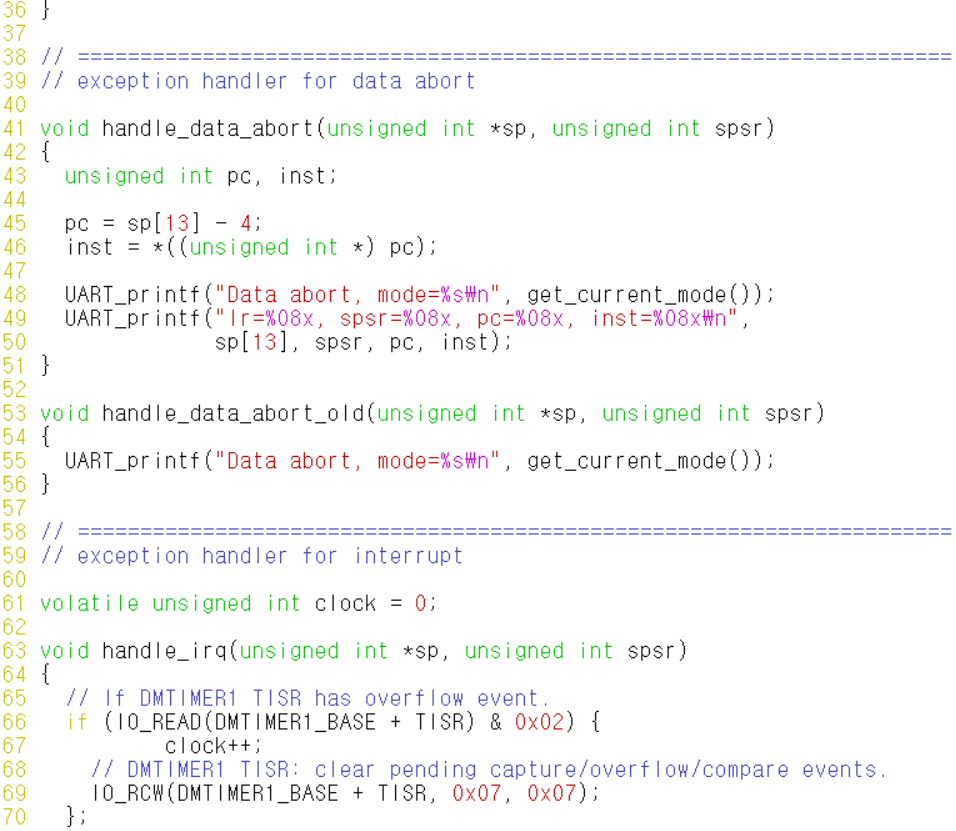 36 }
37
38 // ======================================================================
39 // exception handler for data abort
40
41 void handle_data_abort(unsigned int *sp, unsigned int spsr)
42 {
43   unsigned int pc, inst;
44
45   pc = sp[13] - 4;
46   inst = *((unsigned int *) pc);
47
48   UART_printf("Data abort, mode=%s₩n", get_current_mode());
49   UART_printf("lr=%08x, spsr=%08x, pc=%08x, inst=%08x₩n",
50               sp[13], spsr, pc, inst);
51 }
52
53 void handle_data_abort_old(unsigned int *sp, unsigned int spsr)
54 {
55   UART_printf("Data abort, mode=%s₩n", get_current_mode());
56 }
57
58 // ======================================================================
59 // exception handler for interrupt
60
61 volatile unsigned int clock = 0;
62
63 void handle_irq(unsigned int *sp, unsigned int spsr)
64 {
65   // If DMTIMER1 TISR has overflow event.
66   if (IO_READ(DMTIMER1_BASE + TISR) & 0x02) {
67           clock++;
68     // DMTIMER1 TISR: clear pending capture/overflow/compare events.
69     IO_RCW(DMTIMER1_BASE + TISR, 0x07, 0x07);
70   };